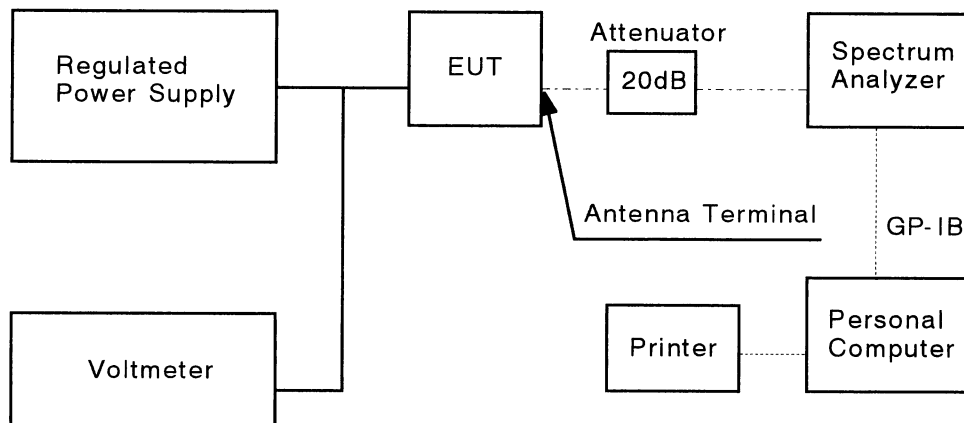 Regulated
Power Supply
EUT
Attenuator
20dB
Spectrum
Analyzer
Antenna Terminal
GP-IB
Voltmeter
Printer
Personal
Computer